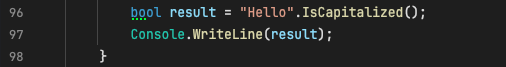 96 bool result = "Hello".IsCapitalized();
97 Console.WriteLine(result);
98 }